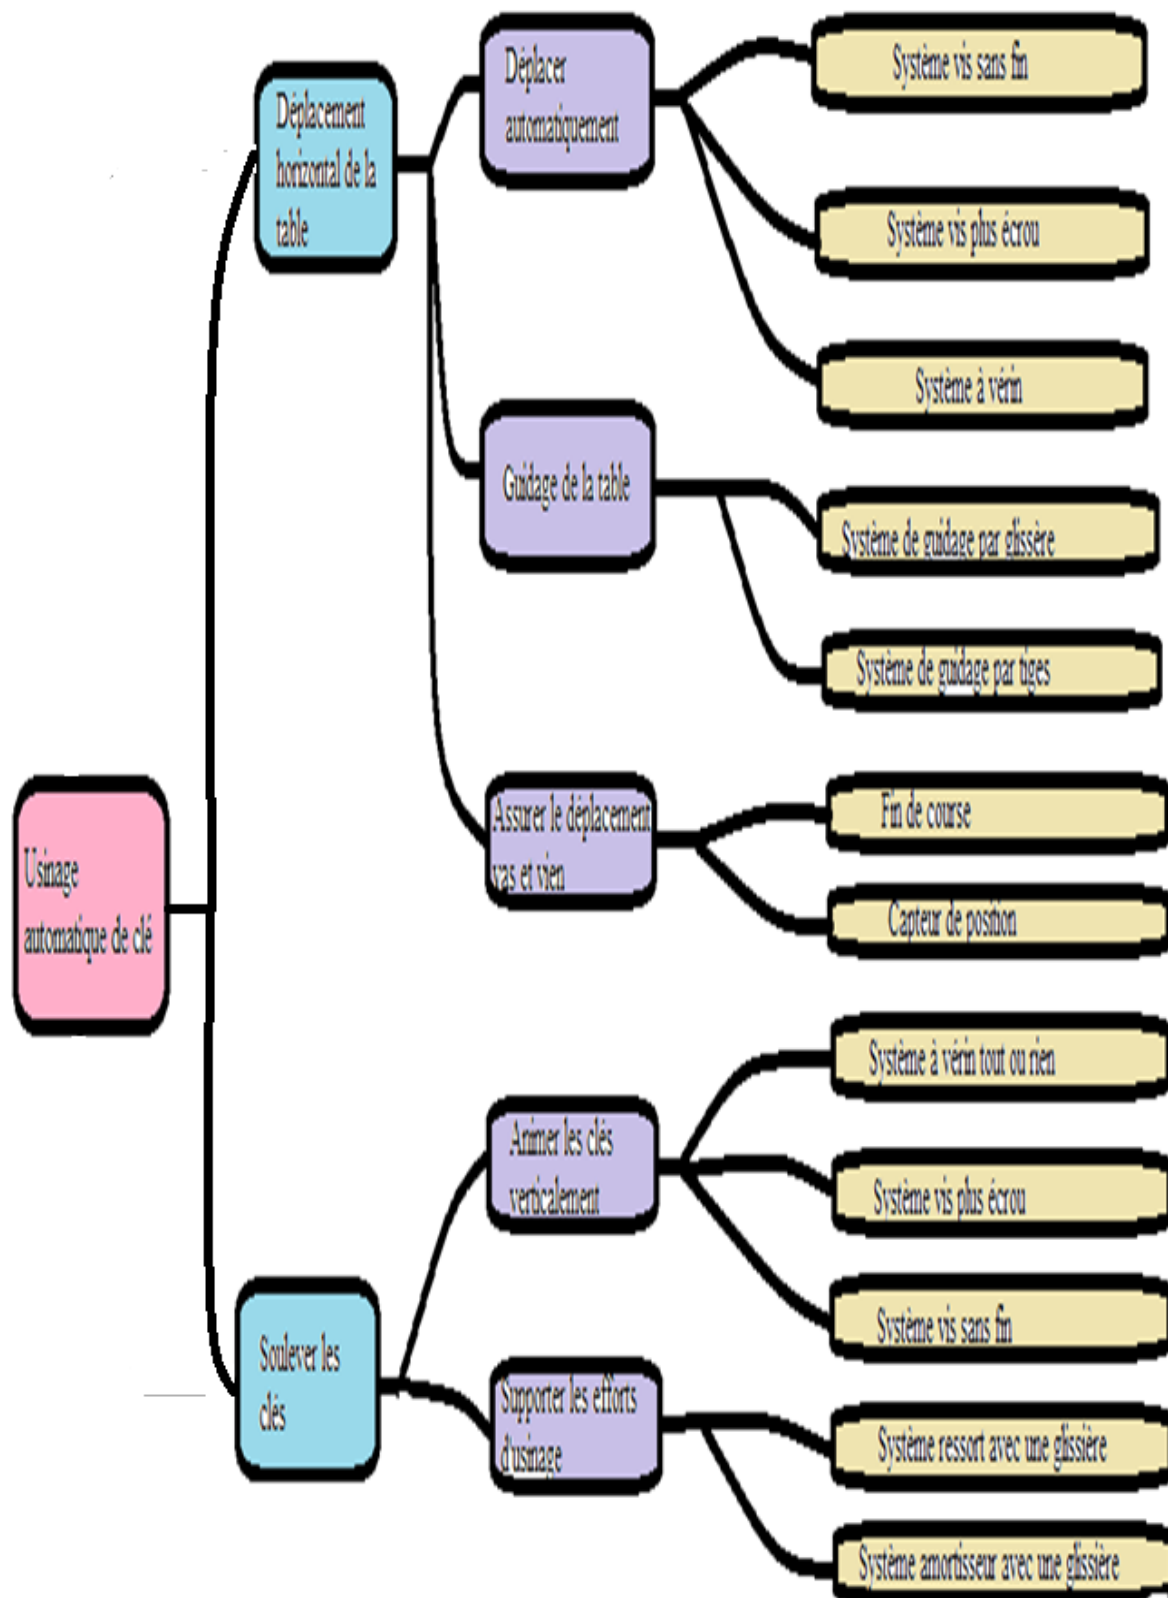 Usinage
automatique de clé
Déplacement
horizontal de la
table
Déplacer
automatiquement
Système vis sans fin
Système vis plus écrou
Système à vérin
Guidage de la table
Système de guidage par glissère
Système de guidage par tiges
Assurer le déplacement
vas et vien
Fin de course
Capteur de position
Soulever les
clés
Animer les clés
verticalement
Système à vérin tout ou rien
Système vis plus écrou
Système vis sans fin
Supporter les efforts
d'usinage
Système ressort avec une glissière
Système amortisseur avec une glissière